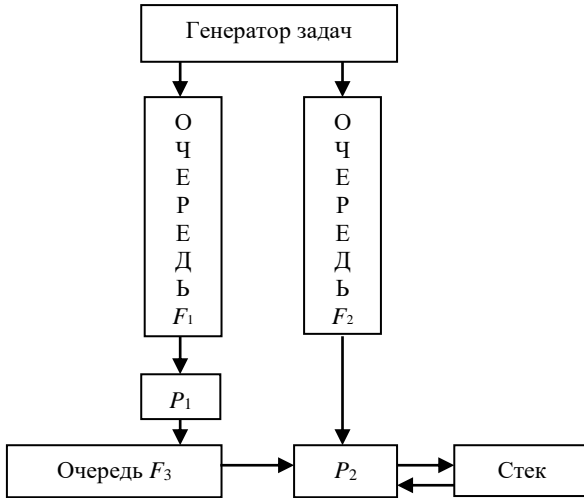 Генератор задач
О
Ч
Е
Р
Е
Д
Ь
F1
О
Ч
Е
Р
Е
Д
Ь
F2
P1
Очередь F3
P2
Стек